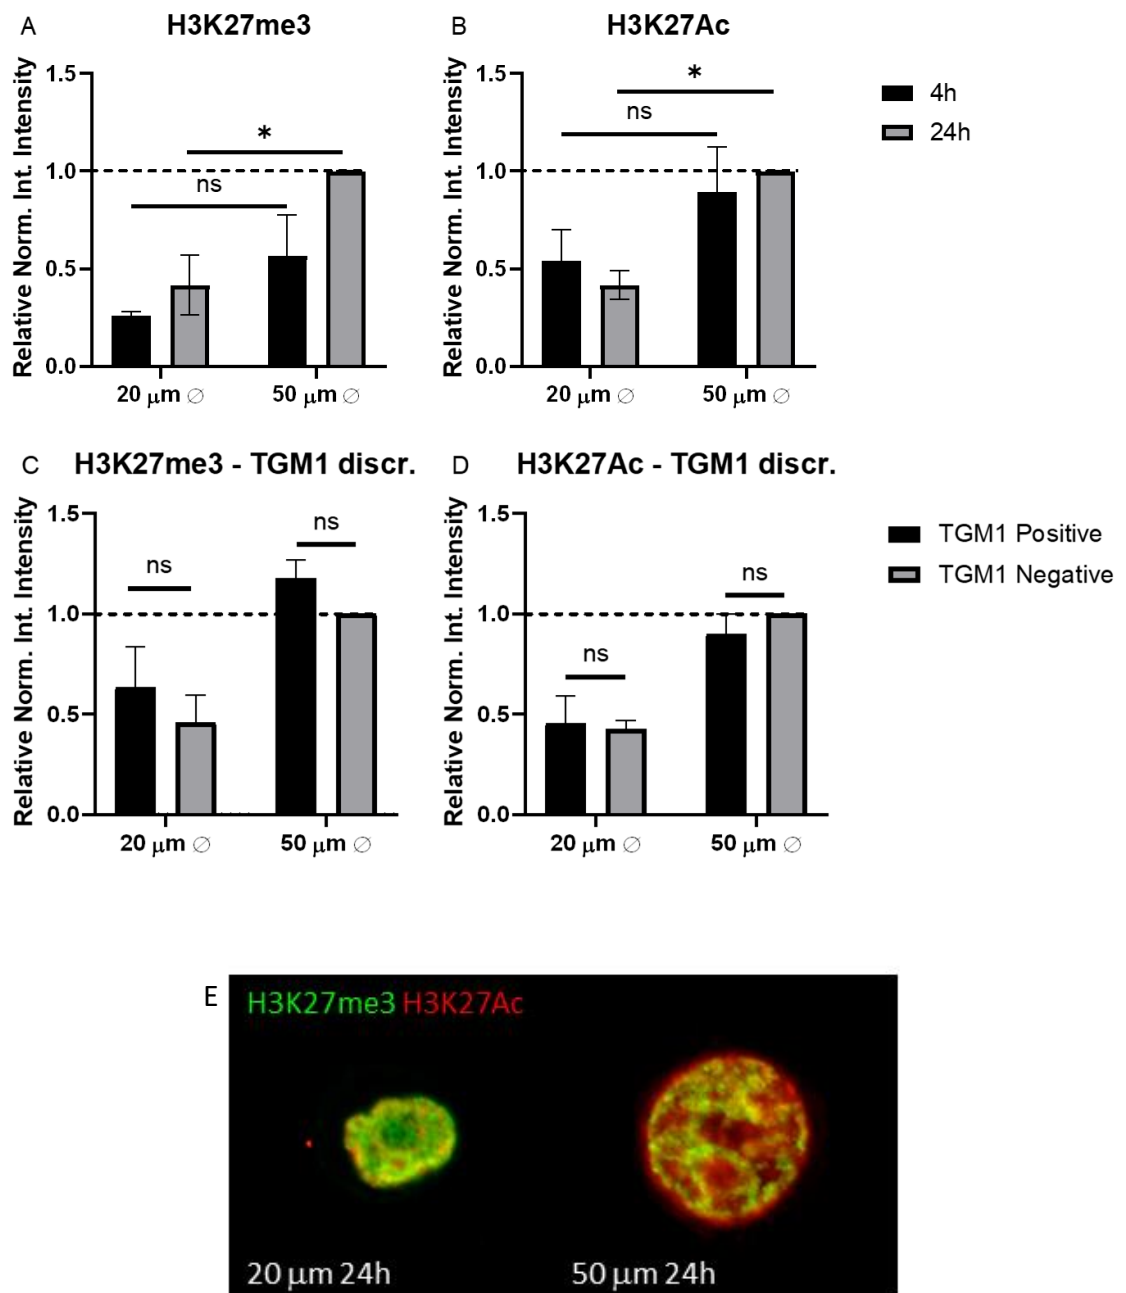 A
H3K27me3
Relative Norm. Int. Intensity
1.5
1.0
0.5
0.0
*
ns
20 µm ∅
50 µm ∅
B
H3K27Ac
Relative Norm. Int. Intensity
1.5
1.0
0.5
0.0
*
ns
20 µm ∅
50 µm ∅
4h
24h
C
H3K27me3 - TGM1 discr.
Relative Norm. Int. Intensity
1.5
1.0
0.5
0.0
ns
ns
20 µm ∅
50 µm ∅
D
H3K27Ac - TGM1 discr.
Relative Norm. Int. Intensity
1.5
1.0
0.5
0.0
ns
ns
20 µm ∅
50 µm ∅
TGM1 Positive
TGM1 Negative
E
H3K27me3 H3K27Ac
20 µm 24h
50 µm 24h